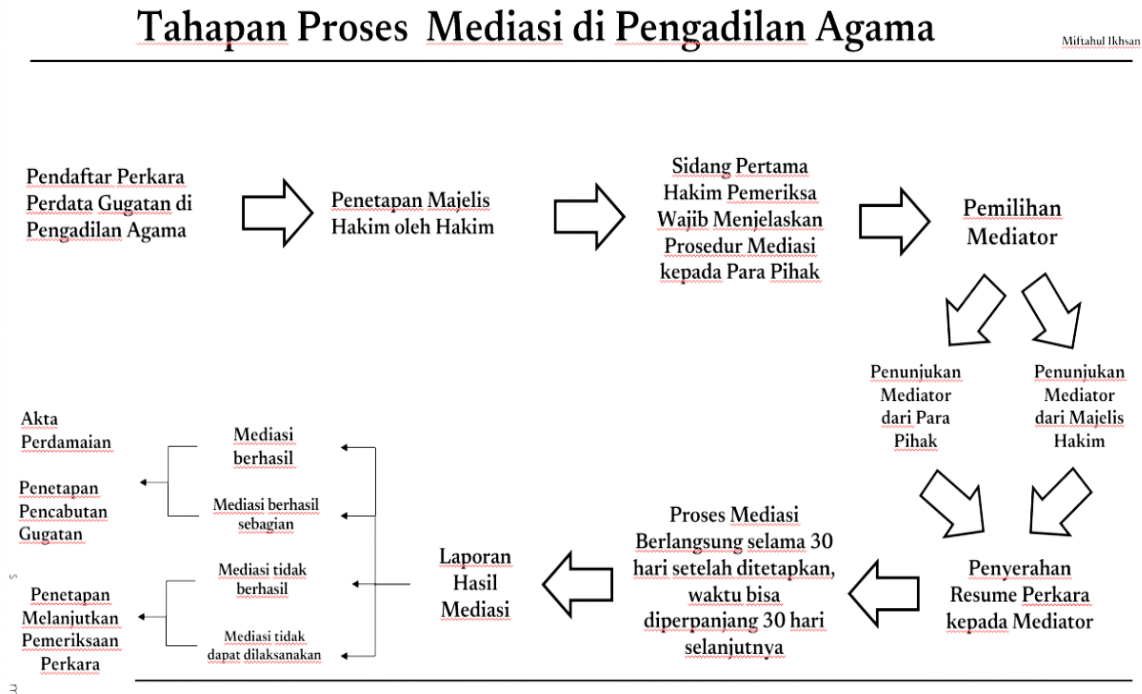 Tahapan Proses Mediasi di Pengadilan Agama
Miftahul Ikhsan
Pendaftar Perkara
Perdata Gugatan di
Pengadilan Agama
Penetapan Majelis
Hakim oleh Hakim
Sidang Pertama
Hakim Pemeriksa
Wajib Menjelaskan
Prosedur Mediasi
kepada Para Pihak
Pemilihan
Mediator
Penunjukan
Mediator
dari Para
Pihak
Penunjukan
Mediator
dari Majelis
Hakim
Penyerahan
Resume Perkara
kepada Mediator
Proses Mediasi
Berlangsung selama 30
hari setelah ditetapkan,
waktu bisa
diperpanjang 30 hari
selanjutnya
Laporan
Hasil
Mediasi
Mediasi
berhasil
Mediasi berhasil
sebagian
Mediasi tidak
berhasil
Mediasi tidak
dapat dilaksanakan
Akta
Perdamaian
Penetapan
Pencabutan
Gugatan
Penetapan
Melanjutkan
Pemeriksaan
Perkara
s
m